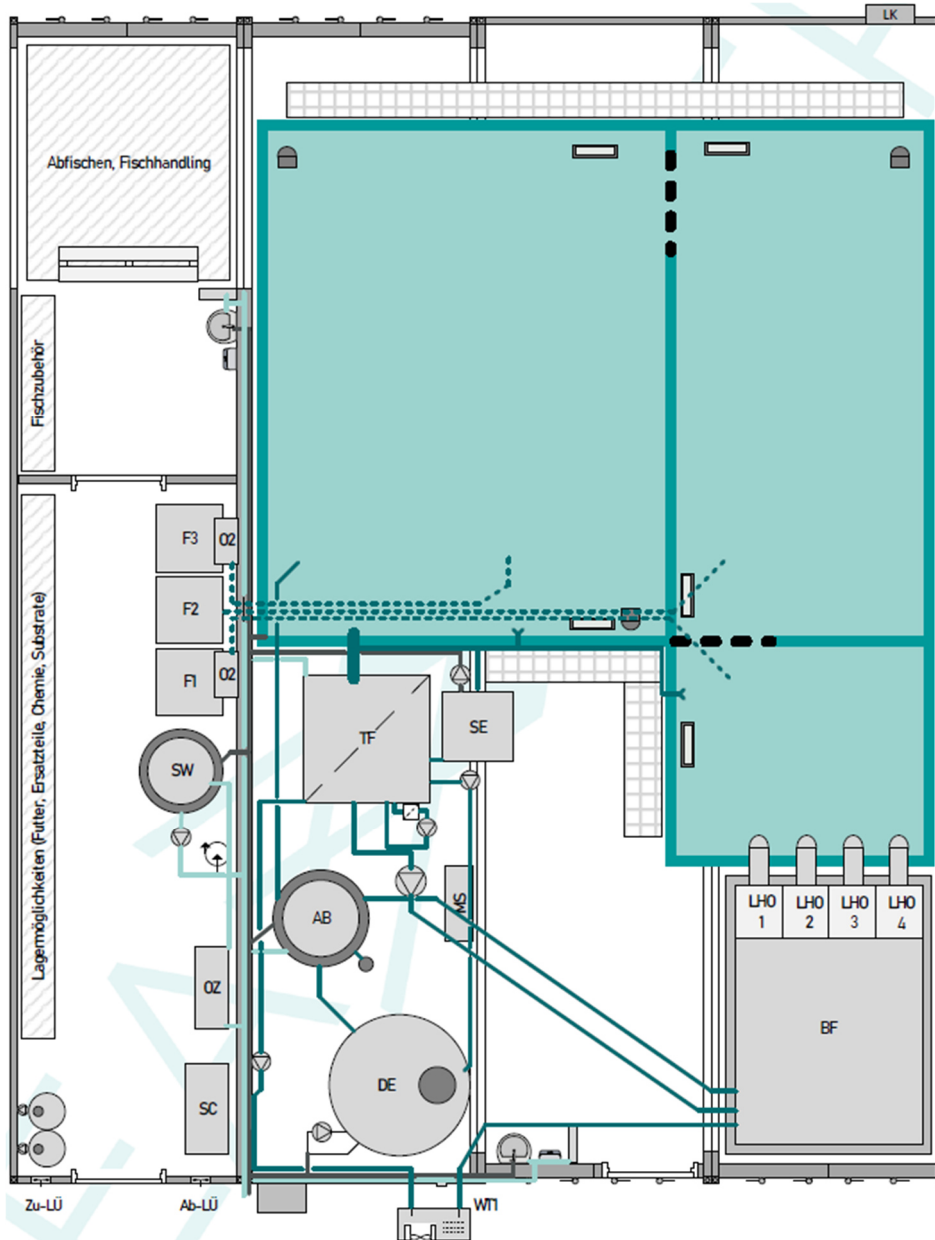 LK
Abfischen, Fischhandling
Fischzubehör
Lagermöglichkeiten (Futter, Ersatzteile, Chemie, Substrate)
F3
O2
F2
F1
O2
TF
SE
SW
MS
AB
LHO
1
LHO
2
LHO
3
LHO
4
OZ
BF
DE
SC
Zu-LÜ
Ab-LÜ
WT1